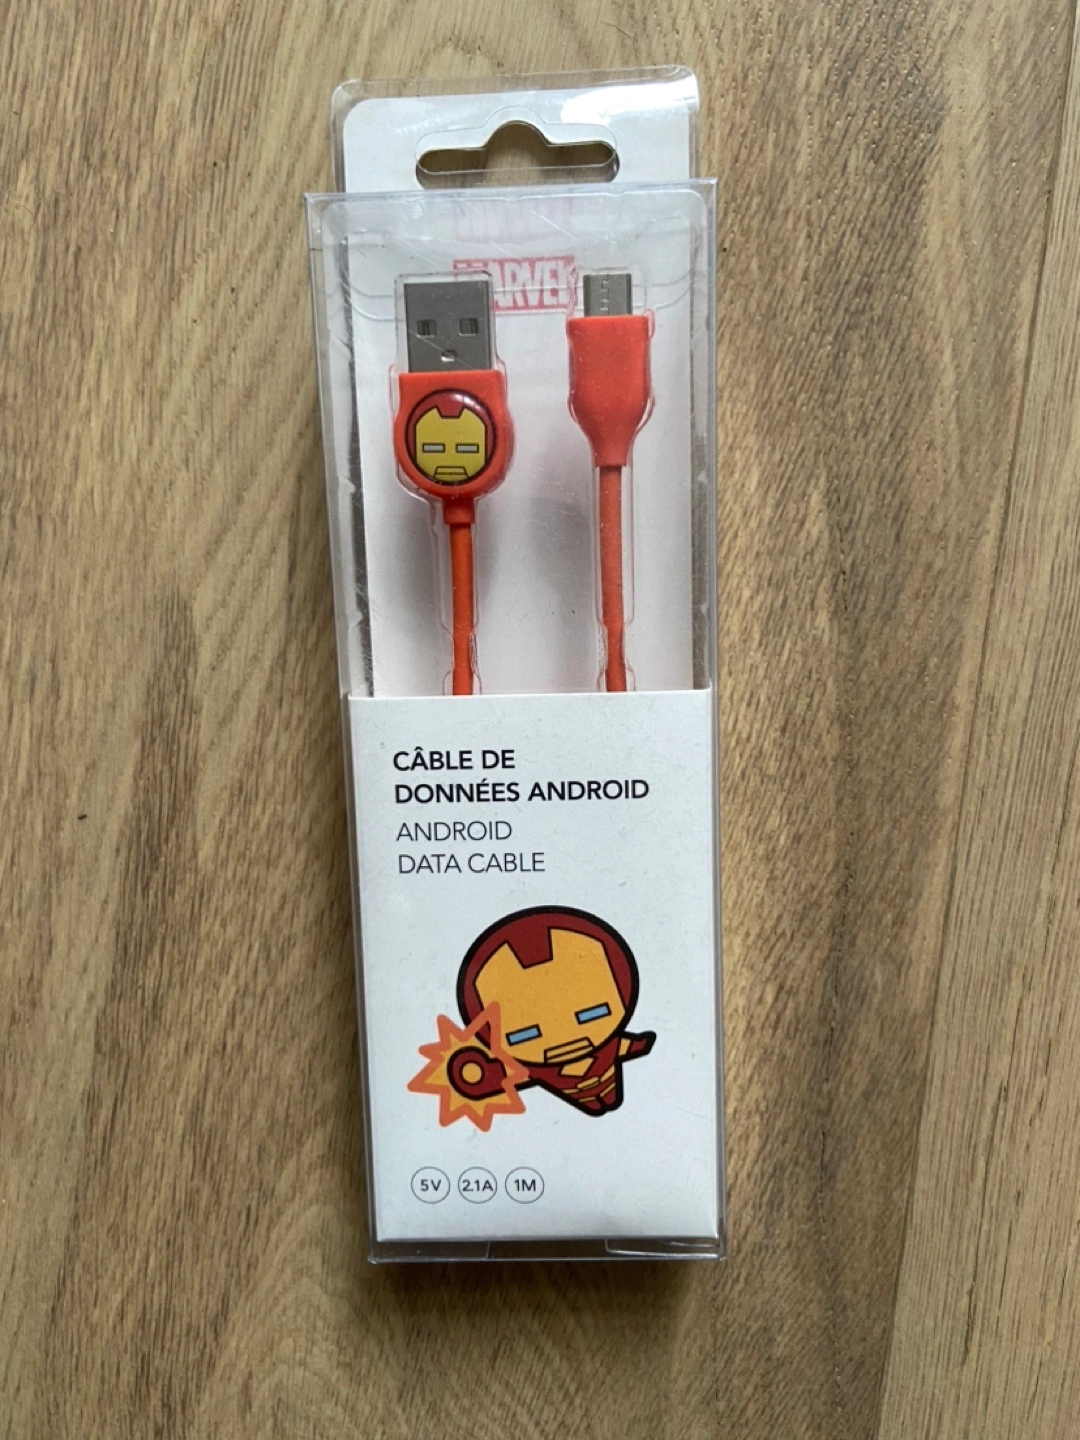 MARVEL
CÂBLE DE
DONNÉES ANDROID
ANDROID
DATA CABLE
5V 2.1A 1M